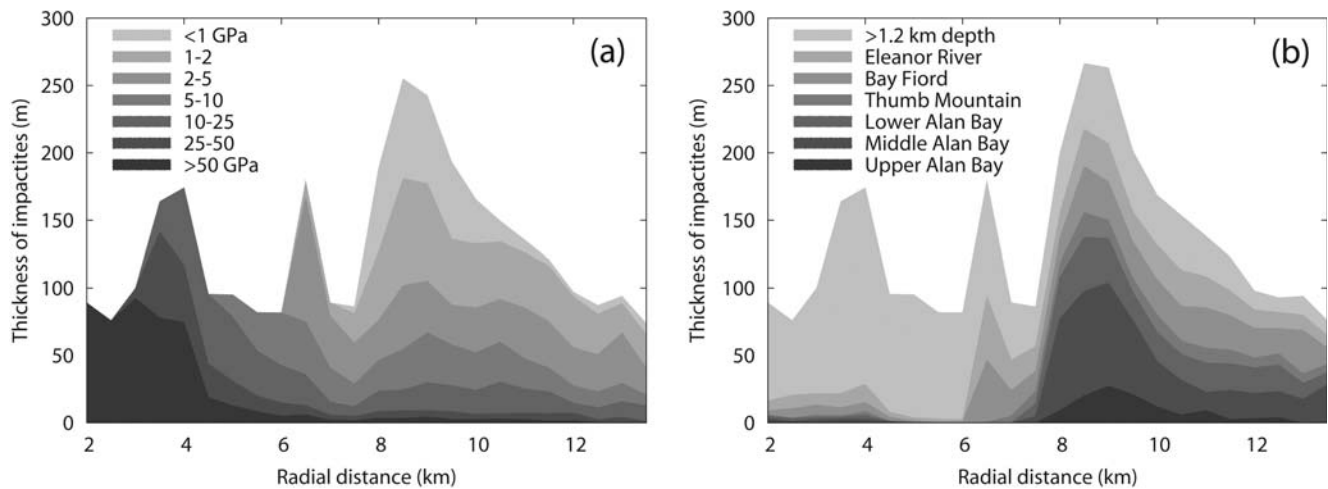 300
250
200
150
100
50
0
Thickness of impactites (m)
<1 GPa
1-2
2-5
5-10
10-25
25-50
>50 GPa
(a)
2
4
6
8
10
12
Radial distance (km)
300
250
200
150
100
50
0
Thickness of impactites (m)
>1.2 km depth
Eleanor River
Bay Fiord
Thumb Mountain
Lower Alan Bay
Middle Alan Bay
Upper Alan Bay
(b)
2
4
6
8
10
12
Radial distance (km)